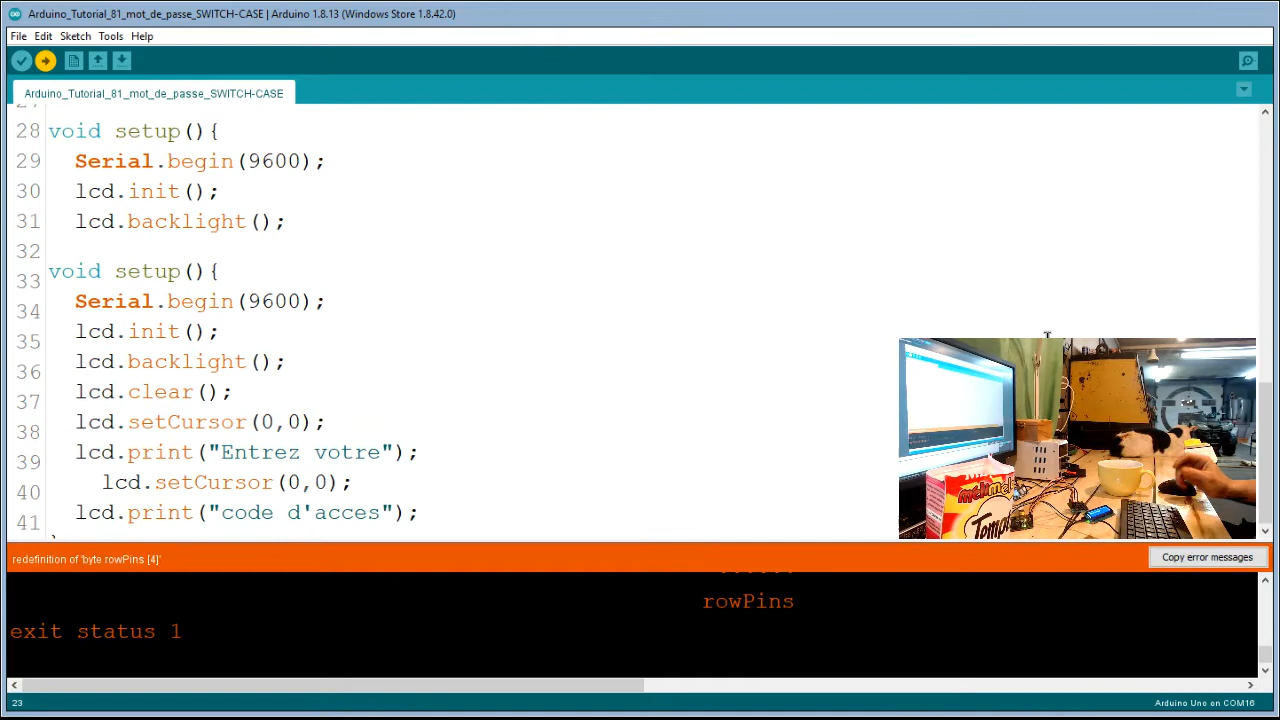 Arduino_Tutorial_81_mot_de_passe_SWITCH-CASE | Arduino 1.8.13 (Windows Store 1.8.42.0)
File Edit Sketch Tools Help
Arduino_Tutorial_81_mot_de_passe_SWITCH-CASE
28 void setup(){
29 Serial.begin(9600);
30 lcd.init();
31 lcd.backlight();
32
33 void setup(){
34 Serial.begin(9600);
35 lcd.init();
36 lcd.backlight();
37 lcd.clear();
38 lcd.setCursor(0,0);
39 lcd.print("Entrez votre");
40 lcd.setCursor(0,0);
41 lcd.print("code d'acces");
melimel
Tempo
redefinition of 'byte rowPins [4]'
Copy error messages
rowPins
exit status 1
23
Arduino Uno on COM16